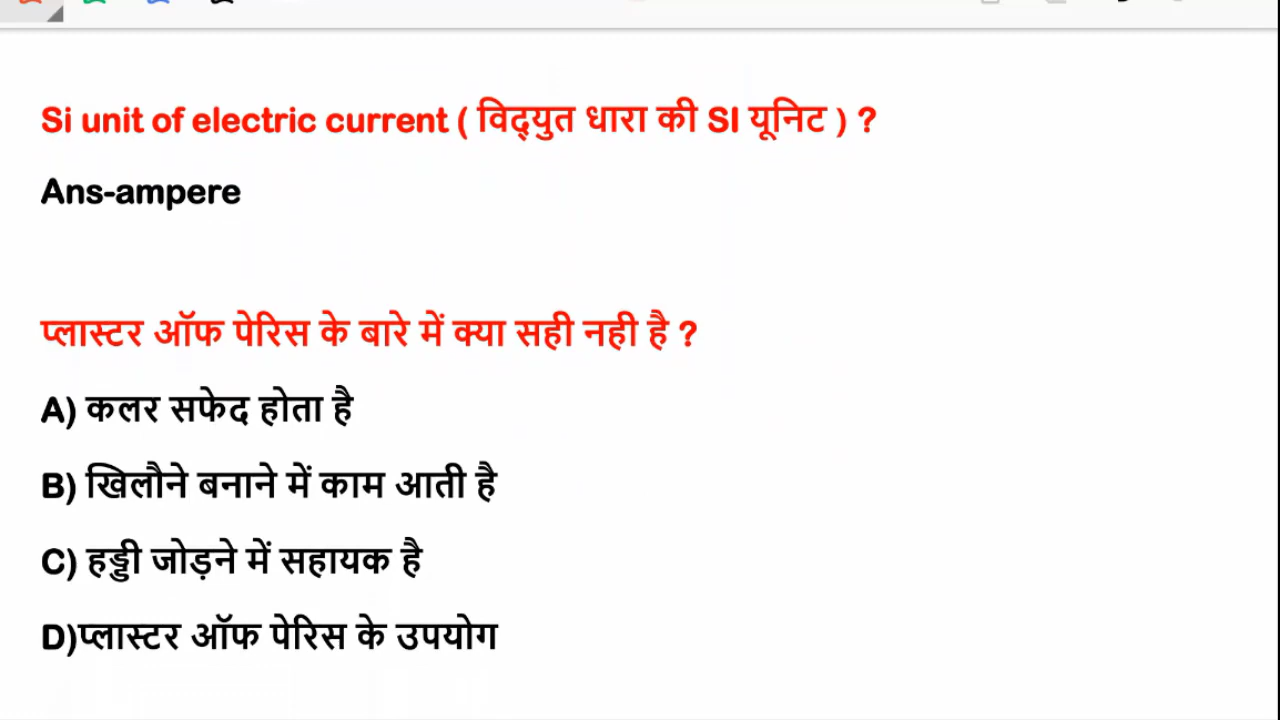 Si unit of electric current ( विद्युत धारा की SI यूनिट ) ?
Ans-ampere
प्लास्टर ऑफ पेरिस के बारे में क्या सही नही है ?
A) कलर सफेद होता है
B) खिलौने बनाने में काम आती है
C) हड्डी जोड़ने में सहायक है
D)प्लास्टर ऑफ पेरिस के उपयोग